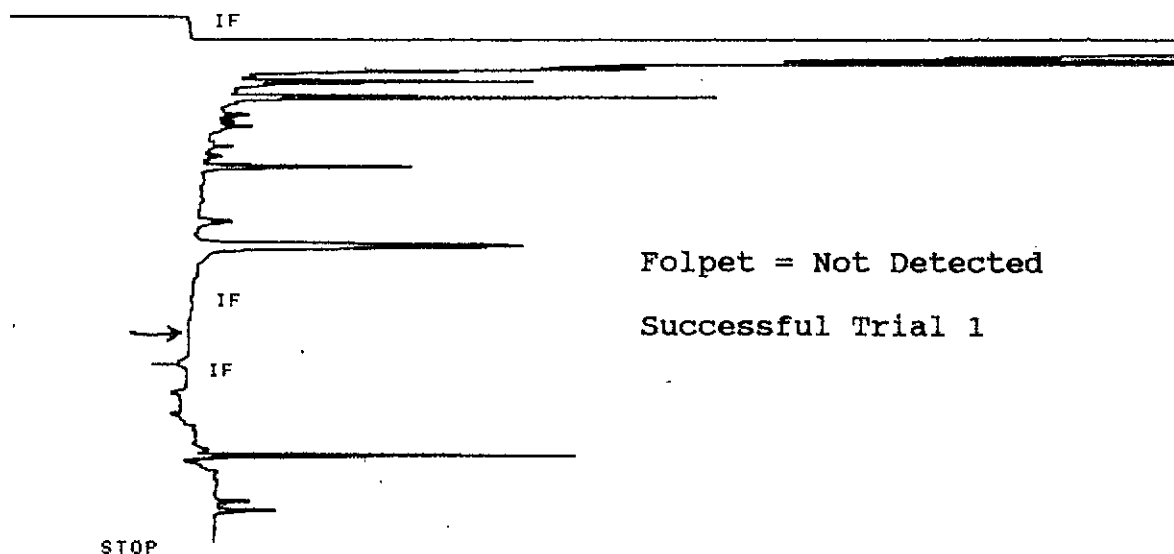 IF
Folpet = Not Detected
IF
Successful Trial 1
IF
STOP